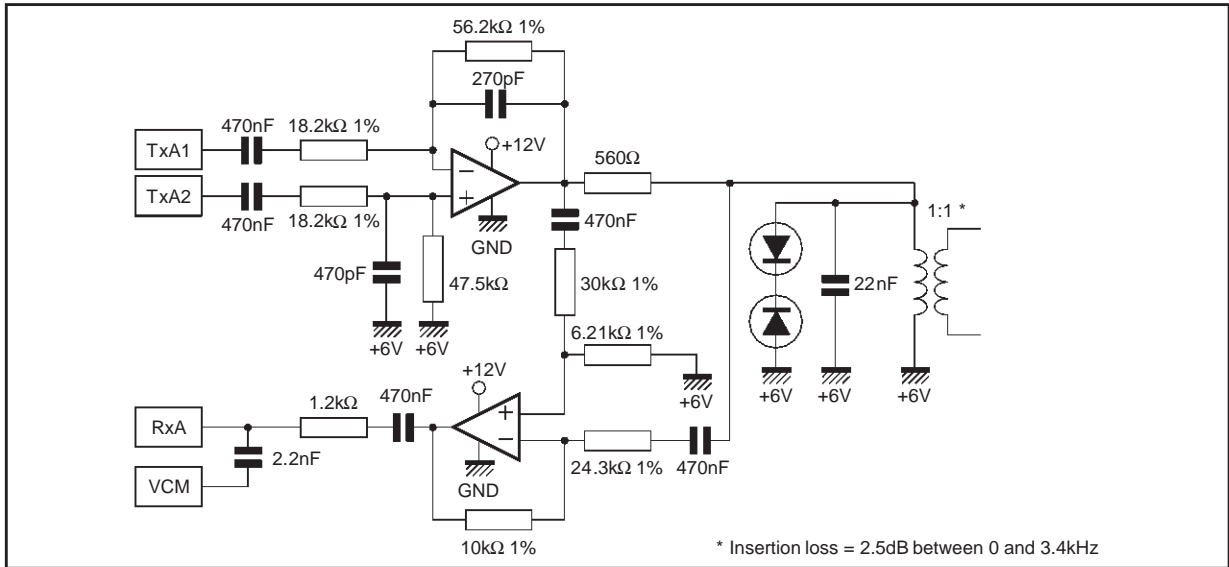 56.2kΩ 1%
270pF
470nF
18.2kΩ 1%
TxA1
+12V
560Ω
TxA2
470nF
18.2kΩ 1%
GND
470nF
1:1 *
470pF
47.5kΩ
30kΩ 1%
22nF
+6V
+6V
6.21kΩ 1%
+12V
+6V
+6V
+6V
+6V
470nF
1.2kΩ
RxA
2.2nF
24.3kΩ 1%
470nF
VCM
GND
10kΩ 1%
* Insertion loss = 2.5dB between 0 and 3.4kHz